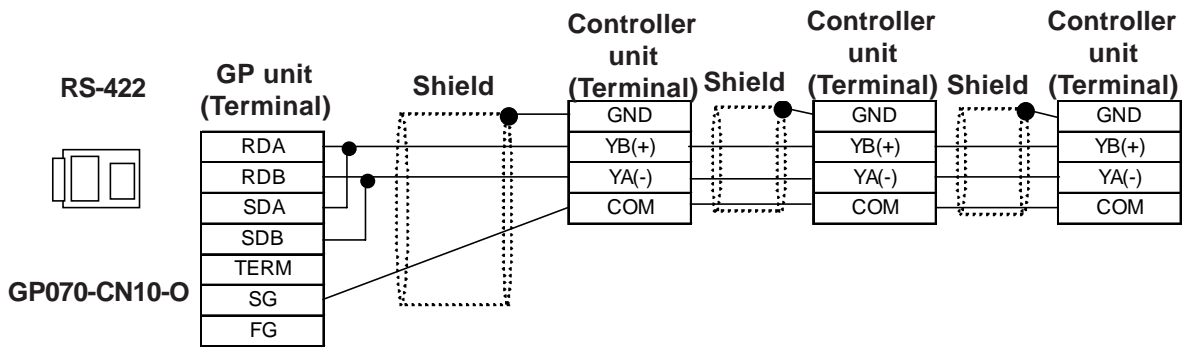 RS-422
GP070-CN10-O
GP unit
(Terminal)
RDA
RDB
SDA
SDB
TERM
SG
FG
Shield
Controller
unit
(Terminal)
GND
YB(+)
YA(-)
COM
Shield
Controller
unit
(Terminal)
GND
YB(+)
YA(-)
COM
Shield
Controller
unit
(Terminal)
GND
YB(+)
YA(-)
COM